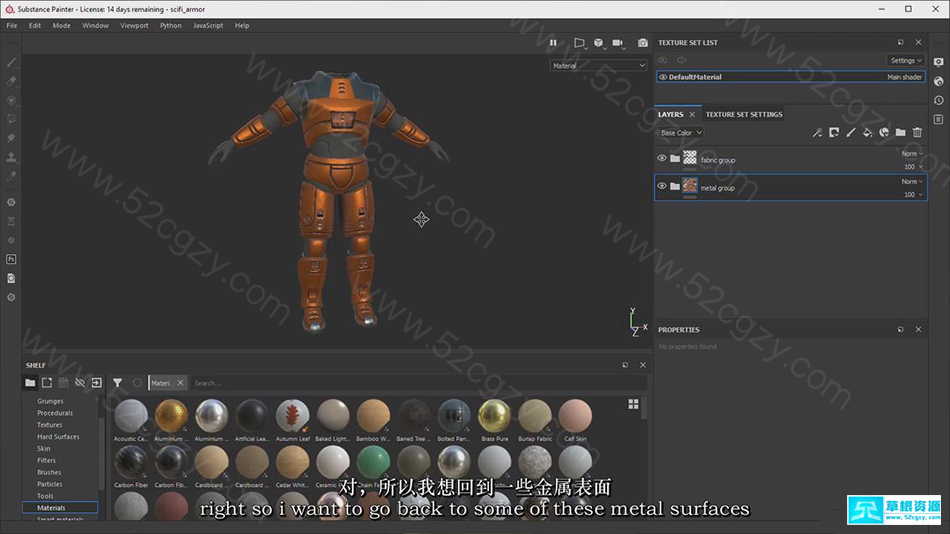 Substance Painter - License: 14 days remaining - scifi_armor
File Edit Mode Window Viewport Python JavaScript Help
Material
TEXTURE SET LIST
Settings
DefaultMaterial Main shader
LAYERS TEXTURE SET SETTINGS
Base Color
fabric group Norm
100
metal group Norm
100
PROPERTIES
No properties found
Y
X
Z
SHELF
Materi... Search...
Grunges
Procedurals
Textures
Hard Surfaces
Skin
Filters
Brushes
Particles
Tools
Materials
Smart materials
Acoustic Ce... Aluminium ... Aluminium ... Artificial Lea... Autumn Leaf Baked Light... Bamboo W... Barred Tree ... Bolted Pan... Brass Pure Burlap Fabric Calf Skin
Carbon Fib... Carbon Fib... Cardboard ... Cardboard ... Cedar Whit...
对，所以我想回到一些金属表面
right so i want to go back to some of these metal surfaces
草根资源
www.52cgzy.com
www.52cgzy.com